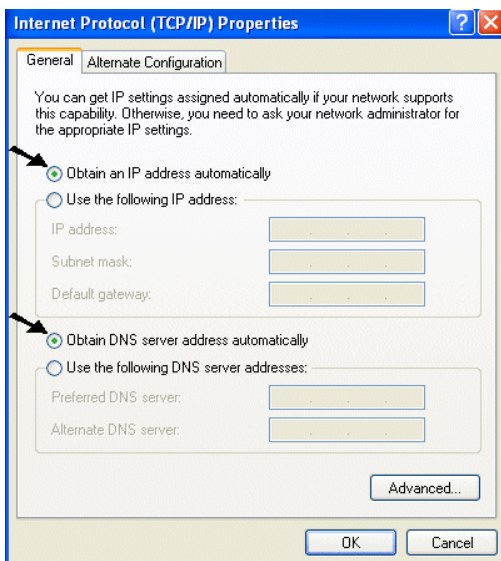 Internet Protocol (TCP/IP) Properties
General
Alternate Configuration
You can get IP settings assigned automatically if your network supports
this capability. Otherwise, you need to ask your network administrator for
the appropriate IP settings.
Obtain an IP address automatically
Use the following IP address:
IP address:
Subnet mask:
Default gateway:
Obtain DNS server address automatically
Use the following DNS server addresses:
Preferred DNS server:
Alternate DNS server:
Advanced...
OK
Cancel